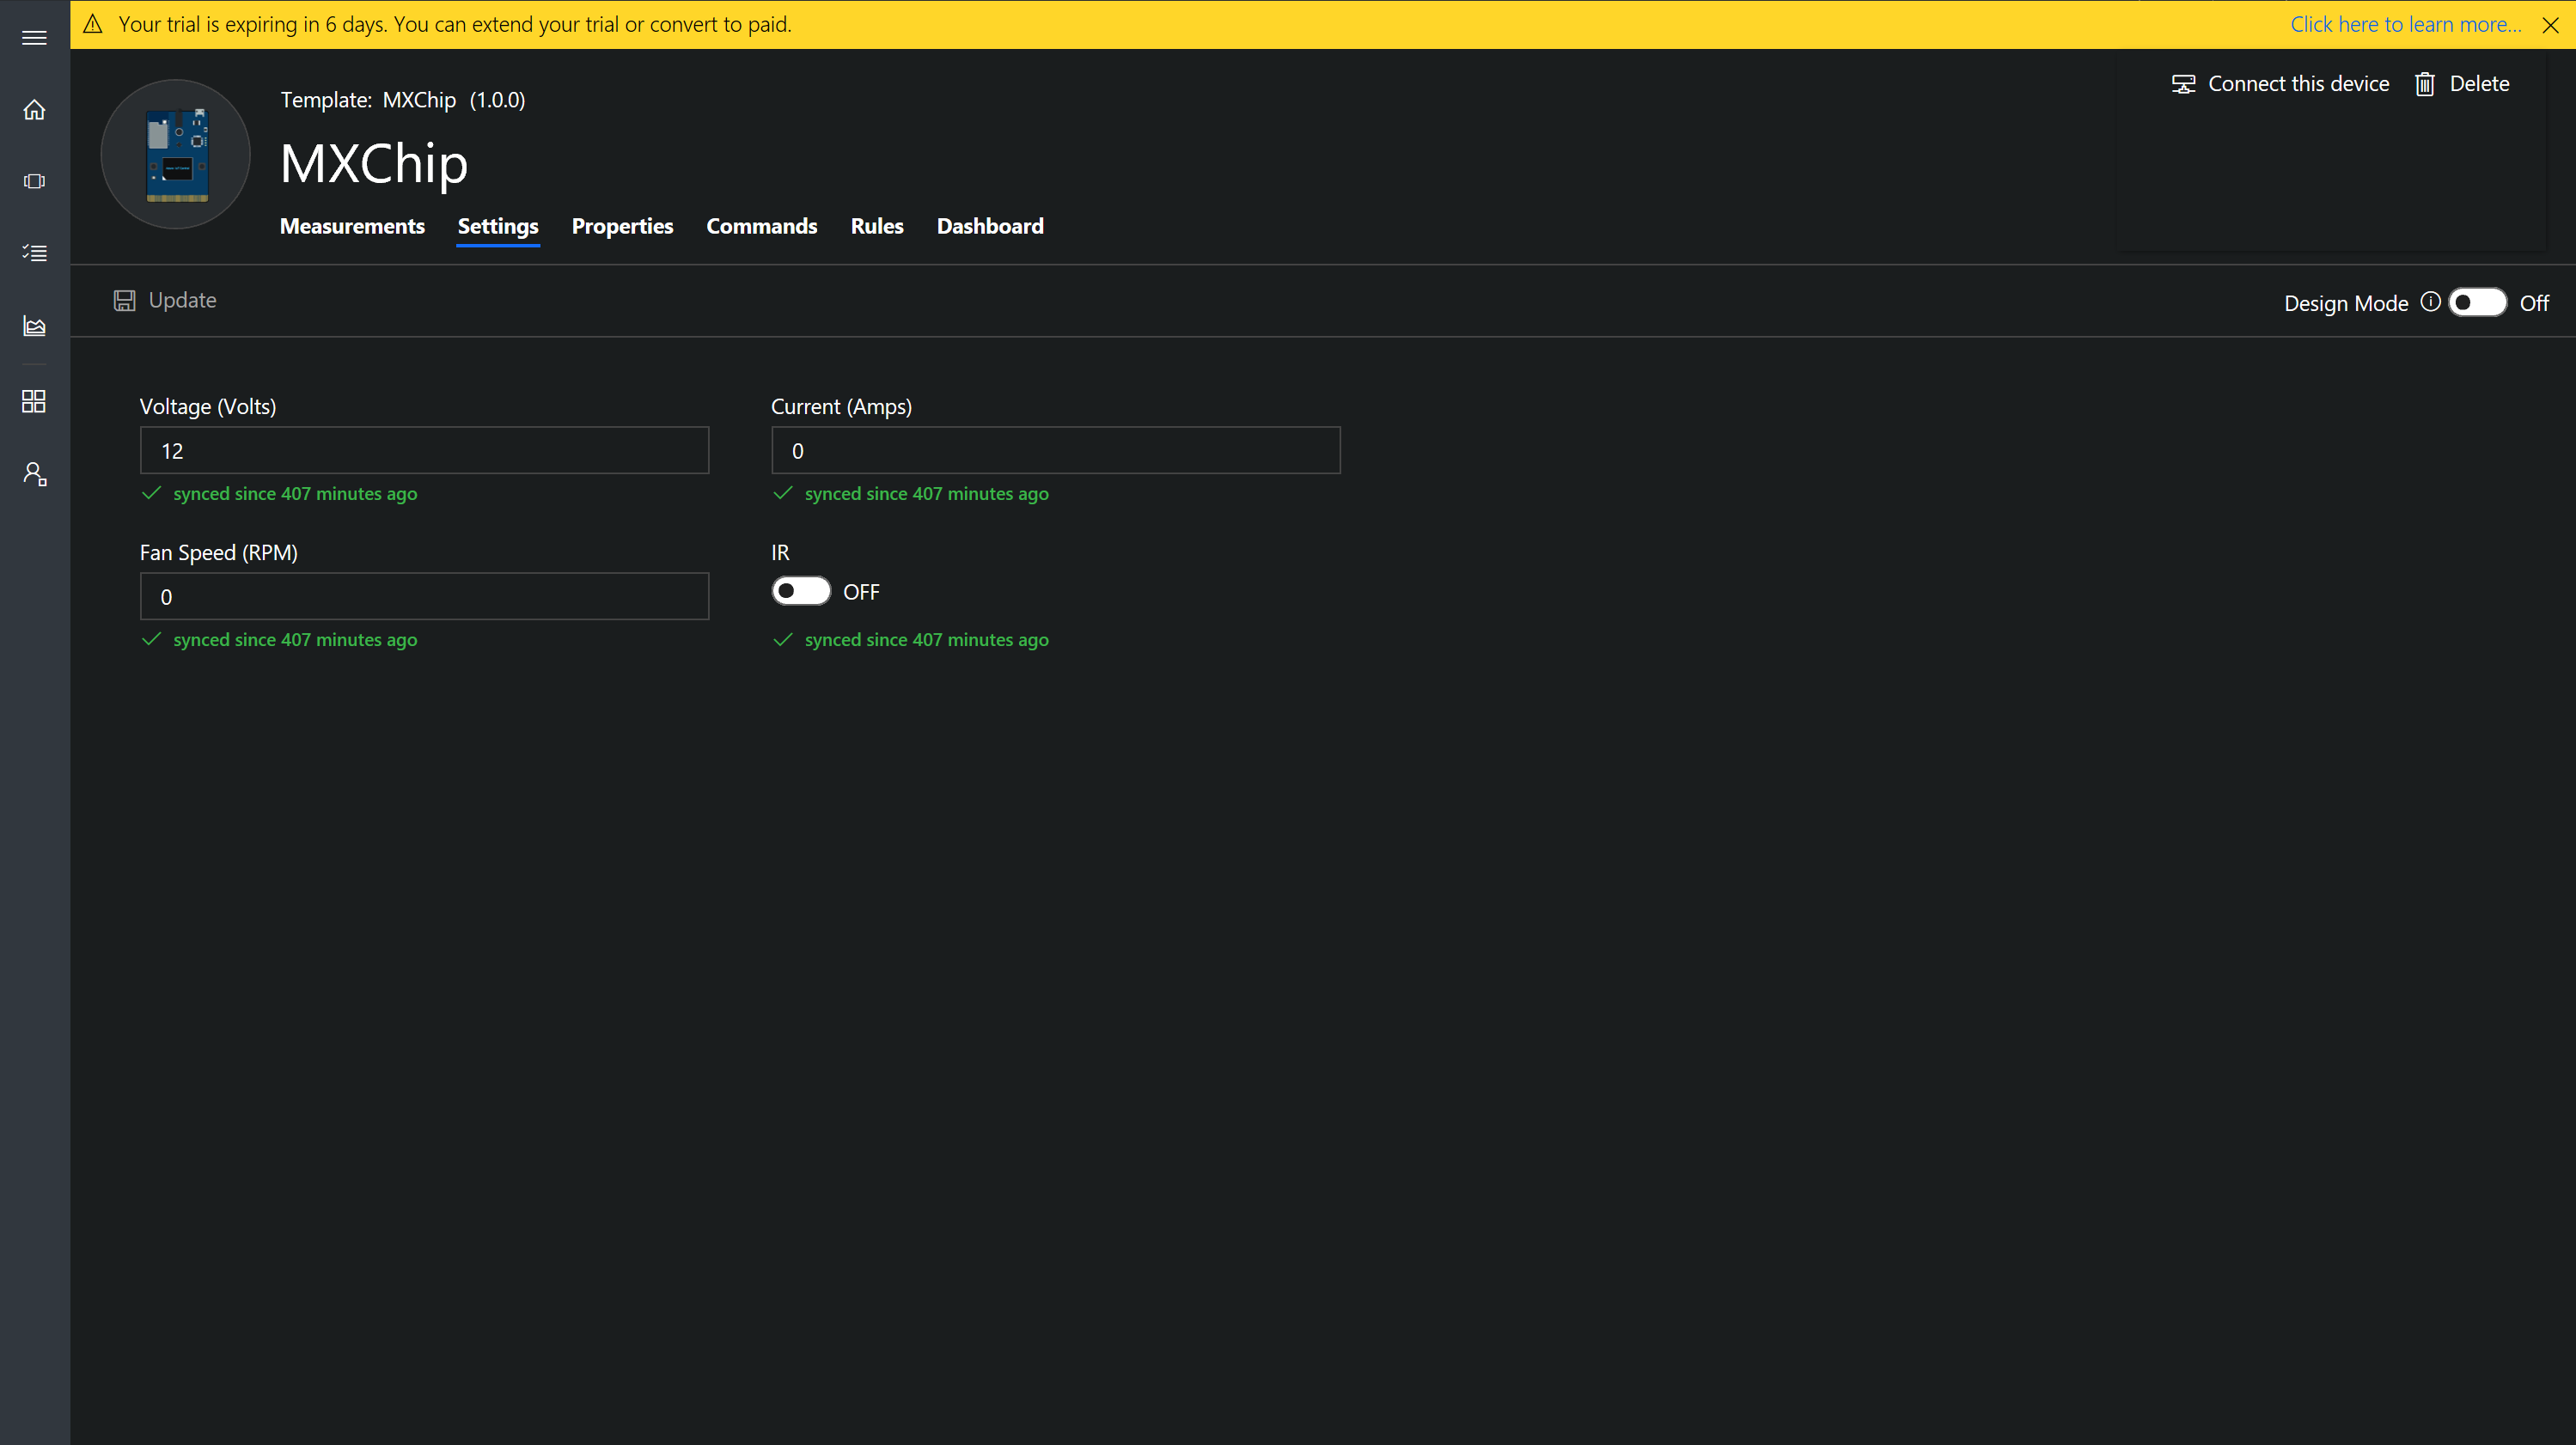 Your trial is expiring in 6 days. You can extend your trial or convert to paid.
Click here to learn more...
Connect this device
Delete
Template: MXChip (1.0.0)
MXChip
Measurements
Settings
Properties
Commands
Rules
Dashboard
Update
Design Mode
Off
Voltage (Volts)
Current (Amps)
12
0
synced since 407 minutes ago
synced since 407 minutes ago
Fan Speed (RPM)
IR
0
OFF
synced since 407 minutes ago
synced since 407 minutes ago